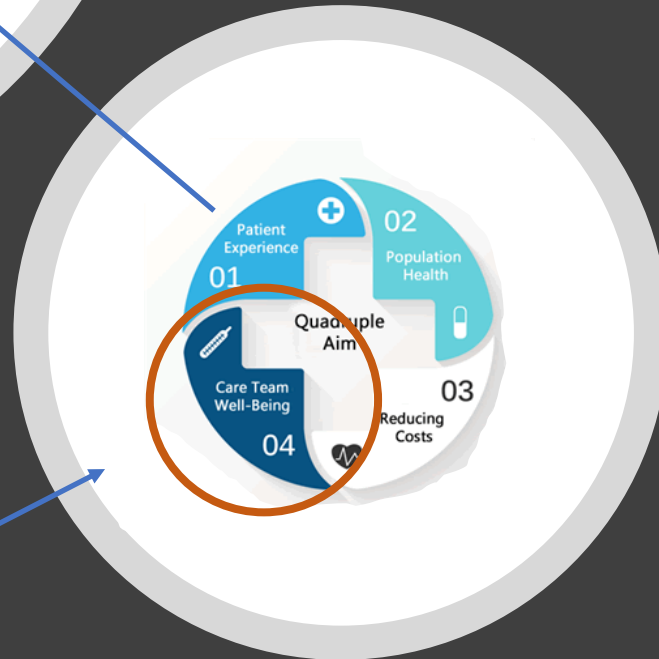 Patient
Experience
01
02
Population
Health
Quadruple
Aim
03
Reducing
Costs
Care Team
Well-Being
04